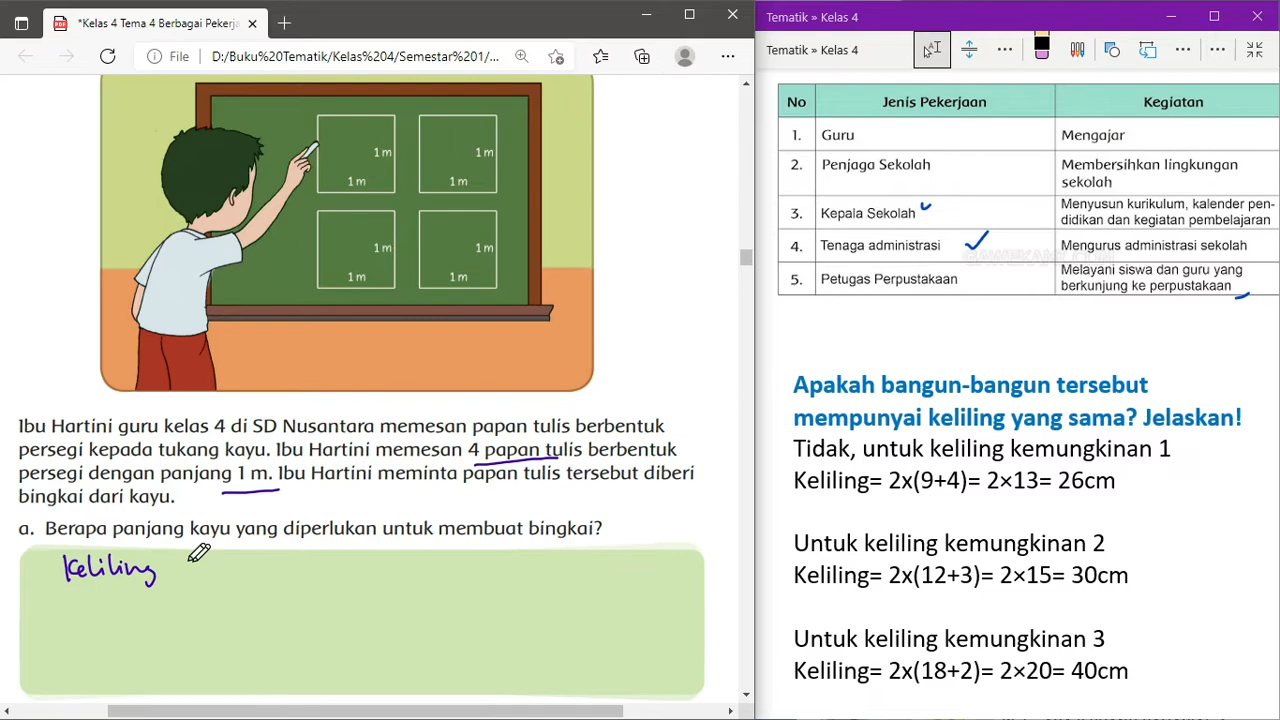 *Kelas 4 Tema 4 Berbagai Pekerja
File
D:/Buku%20Tematik/Kelas%204/Semestar%201/...
1 m 1 m
1 m 1 m
1 m 1 m
1 m 1 m
Ibu Hartini guru kelas 4 di SD Nusantara memesan papan tulis berbentuk
persegi kepada tukang kayu. Ibu Hartini memesan 4 papan tulis berbentuk
persegi dengan panjang 1 m. Ibu Hartini meminta papan tulis tersebut diberi
bingkai dari kayu.
a. Berapa panjang kayu yang diperlukan untuk membuat bingkai?
Keliling
Tematik » Kelas 4
Tematik » Kelas 4
No Jenis Pekerjaan Kegiatan
1. Guru Mengajar
2. Penjaga Sekolah Membersihkan lingkungan
sekolah
3. Kepala Sekolah Menyusun kurikulum, kalender pen-
didikan dan kegiatan pembelajaran
4. Tenaga administrasi Mengurus administrasi sekolah
5. Petugas Perpustakaan Melayani siswa dan guru yang
berkunjung ke perpustakaan
Apakah bangun-bangun tersebut
mempunyai keliling yang sama? Jelaskan!
Tidak, untuk keliling kemungkinan 1
Keliling= 2x(9+4)= 2×13= 26cm
Untuk keliling kemungkinan 2
Keliling= 2x(12+3)= 2×15= 30cm
Untuk keliling kemungkinan 3
Keliling= 2x(18+2)= 2×20= 40cm